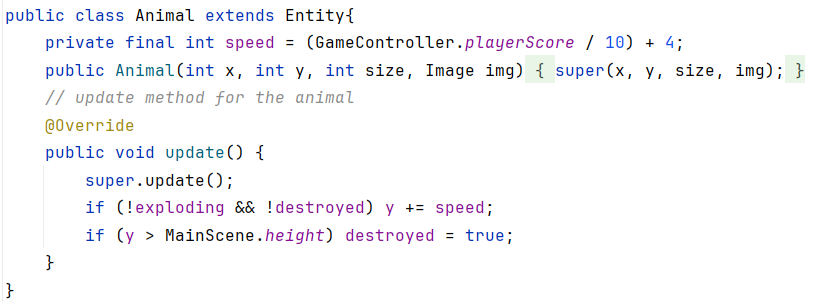 public class Animal extends Entity{
    private final int speed = (GameController.playerScore / 10) + 4;
    public Animal(int x, int y, int size, Image img) { super(x, y, size, img); }
    // update method for the animal
    @Override
    public void update() {
        super.update();
        if (!exploding && !destroyed) y += speed;
        if (y > MainScene.height) destroyed = true;
    }
}